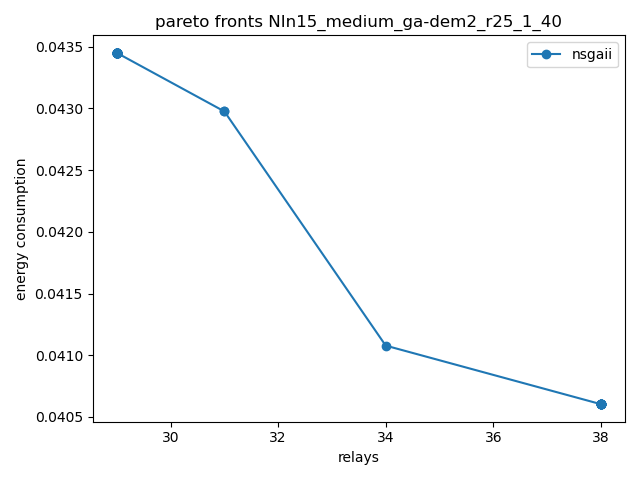 pareto fronts NIn15_medium_ga-dem2_r25_1_40
nsgaii
0.0435
0.0430
0.0425
0.0420
0.0415
0.0410
0.0405
energy consumption
30 32 34 36 38
relays